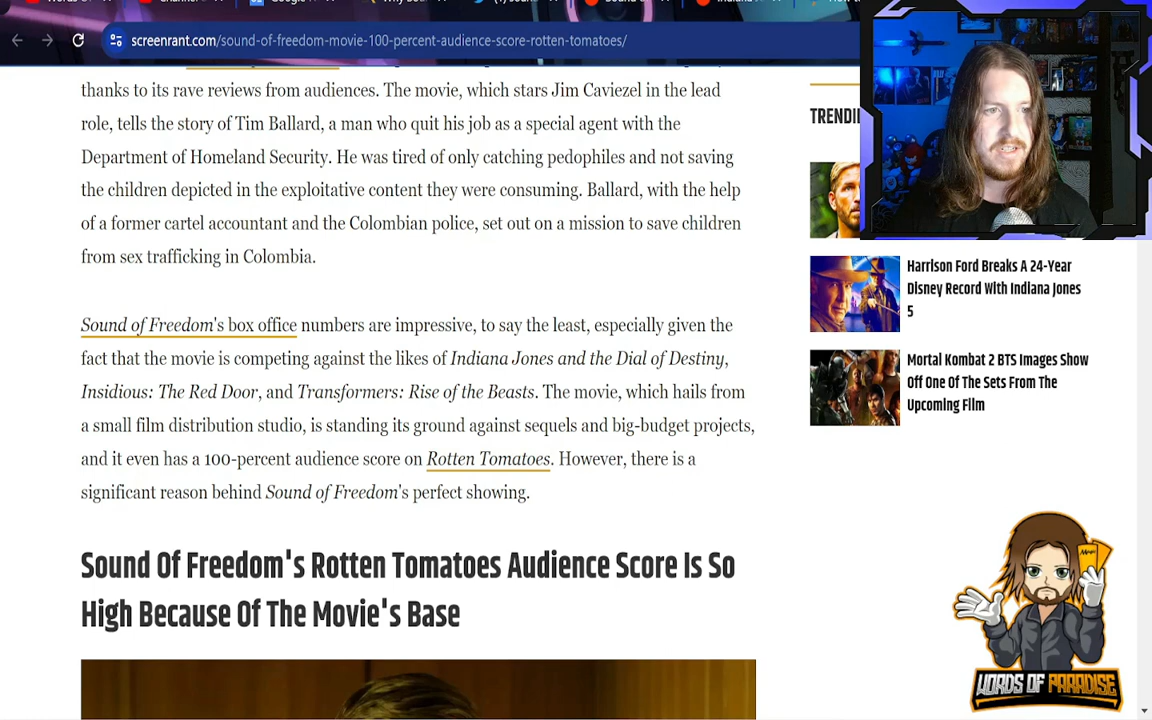 screenrant.com/sound-of-freedom-movie-100-percent-audience-score-rotten-tomatoes/
thanks to its rave reviews from audiences. The movie, which stars Jim Caviezel in the lead
role, tells the story of Tim Ballard, a man who quit his job as a special agent with the
Department of Homeland Security. He was tired of only catching pedophiles and not saving
the children depicted in the exploitative content they were consuming. Ballard, with the help
of a former cartel accountant and the Colombian police, set out on a mission to save children
from sex trafficking in Colombia.
Sound of Freedom's box office numbers are impressive, to say the least, especially given the
fact that the movie is competing against the likes of Indiana Jones and the Dial of Destiny,
Insidious: The Red Door, and Transformers: Rise of the Beasts. The movie, which hails from
a small film distribution studio, is standing its ground against sequels and big-budget projects,
and it even has a 100-percent audience score on Rotten Tomatoes. However, there is a
significant reason behind Sound of Freedom's perfect showing.
Sound Of Freedom's Rotten Tomatoes Audience Score Is So
High Because Of The Movie's Base
TRENDI
Harrison Ford Breaks A 24-Year
Disney Record With Indiana Jones
5
Mortal Kombat 2 BTS Images Show
Off One Of The Sets From The
Upcoming Film
WORDS OF PARADISE